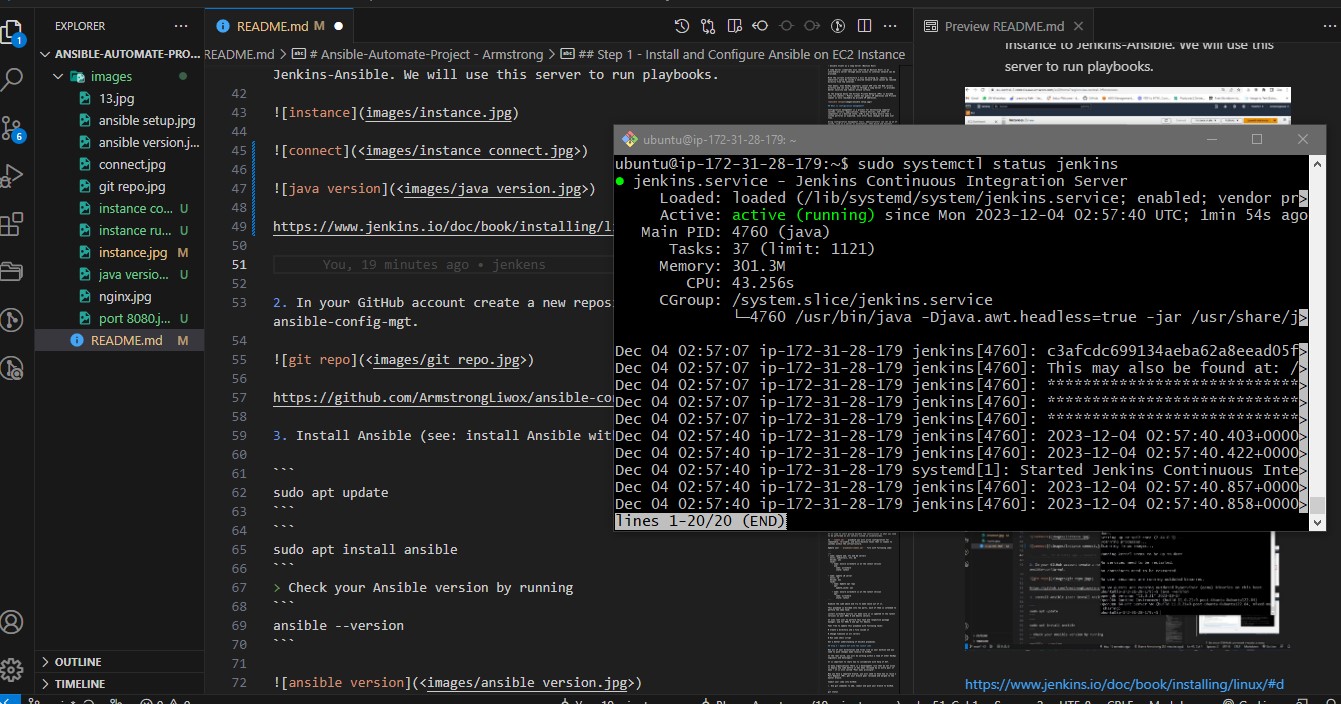 EXPLORER
ANSIBLE-AUTOMATE-PRO...
images
13.jpg
ansible setup.jpg
ansible version.j...
connect.jpg
git repo.jpg
instance co... U
instance ru... U
instance.jpg M
java versio... U
nginx.jpg
port 8080.j... U
README.md M
OUTLINE
TIMELINE
1
6
README.md M
README.md > # Ansible-Automate-Project - Armstrong > ## Step 1 - Install and Configure Ansible on EC2 Instance
Jenkins-Ansible. We will use this server to run playbooks.
42
43 ![instance](images/instance.jpg)
44
45 ![connect](<images/instance connect.jpg>)
46
47 ![java version](<images/java version.jpg>)
48
49 https://www.jenkins.io/doc/book/installing/l
50
51 You, 19 minutes ago • jenkens
52
53 2. In your GitHub account create a new repos
ansible-config-mgt.
54
55 ![git repo](<images/git repo.jpg>)
56
57 https://github.com/ArmstrongLiwox/ansible-co
58
59 3. Install Ansible (see: install Ansible wit
60
61 ```
62 sudo apt update
63 ```
64 ```
65 sudo apt install ansible
66 ```
67 > Check your Ansible version by running
68 ```
69 ansible --version
70 ```
71
72 ![ansible version](<images/ansible version.jpg>)
Preview README.md
instance to Jenkins-Ansible. We will use this
server to run playbooks.
ubuntu@ip-172-31-28-179: ~
ubuntu@ip-172-31-28-179:~$ sudo systemctl status jenkins
● jenkins.service - Jenkins Continuous Integration Server
Loaded: loaded (/lib/systemd/system/jenkins.service; enabled; vendor pr>
Active: active (running) since Mon 2023-12-04 02:57:40 UTC; 1min 54s ago
Main PID: 4760 (java)
Tasks: 37 (limit: 1121)
Memory: 301.3M
CPU: 43.256s
CGroup: /system.slice/jenkins.service
└─4760 /usr/bin/java -Djava.awt.headless=true -jar /usr/share/j>
Dec 04 02:57:07 ip-172-31-28-179 jenkins[4760]: c3afcdc699134aeba62a8eead05f>
Dec 04 02:57:07 ip-172-31-28-179 jenkins[4760]: This may also be found at: />
Dec 04 02:57:07 ip-172-31-28-179 jenkins[4760]: ****************************>
Dec 04 02:57:07 ip-172-31-28-179 jenkins[4760]: ****************************>
Dec 04 02:57:07 ip-172-31-28-179 jenkins[4760]: ****************************>
Dec 04 02:57:40 ip-172-31-28-179 jenkins[4760]: 2023-12-04 02:57:40.403+0000>
Dec 04 02:57:40 ip-172-31-28-179 jenkins[4760]: 2023-12-04 02:57:40.422+0000>
Dec 04 02:57:40 ip-172-31-28-179 systemd[1]: Started Jenkins Continuous Inte>
Dec 04 02:57:40 ip-172-31-28-179 jenkins[4760]: 2023-12-04 02:57:40.857+0000>
Dec 04 02:57:40 ip-172-31-28-179 jenkins[4760]: 2023-12-04 02:57:40.858+0000>
lines 1-20/20 (END)
https://www.jenkins.io/doc/book/installing/linux/#d